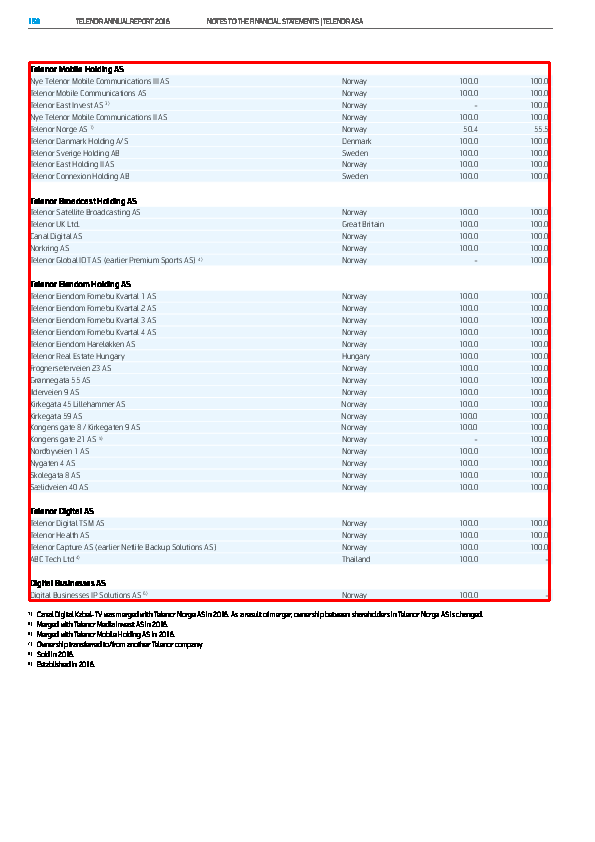 158 TELENOR ANNUAL REPORT 2016 NOTES TO THE FINANCIAL STATEMENTS | TELENOR ASA
Telenor Mobile Holding AS
Nye Telenor Mobile Communications III AS Norway 100.0 100.0
Telenor Mobile Communications AS Norway 100.0 100.0
Telenor East Invest AS 3) Norway - 100.0
Nye Telenor Mobile Communications II AS Norway 100.0 100.0
Telenor Norge AS 1) Norway 50.4 55.5
Telenor Danmark Holding A/S Denmark 100.0 100.0
Telenor Sverige Holding AB Sweden 100.0 100.0
Telenor East Holding II AS Norway 100.0 100.0
Telenor Connexion Holding AB Sweden 100.0 100.0
Telenor Broadcast Holding AS
Telenor Satellite Broadcasting AS Norway 100.0 100.0
Telenor UK Ltd. Great Britain 100.0 100.0
Canal Digital AS Norway 100.0 100.0
Norkring AS Norway 100.0 100.0
Telenor Global IOT AS (earlier Premium Sports AS) 4) Norway - 100.0
Telenor Eiendom Holding AS
Telenor Eiendom Fornebu Kvartal 1 AS Norway 100.0 100.0
Telenor Eiendom Fornebu Kvartal 2 AS Norway 100.0 100.0
Telenor Eiendom Fornebu Kvartal 3 AS Norway 100.0 100.0
Telenor Eiendom Fornebu Kvartal 4 AS Norway 100.0 100.0
Telenor Eiendom Hareløkken AS Norway 100.0 100.0
Telenor Real Estate Hungary Hungary 100.0 100.0
Frognerseterveien 23 AS Norway 100.0 100.0
Grønnegata 55 AS Norway 100.0 100.0
Ilderveien 9 AS Norway 100.0 100.0
Kirkegata 45 Lillehammer AS Norway 100.0 100.0
Kirkegata 59 AS Norway 100.0 100.0
Kongens gate 8 / Kirkegaten 9 AS Norway 100.0 100.0
Kongens gate 21 AS 5) Norway - 100.0
Nordbyveien 1 AS Norway 100.0 100.0
Nygaten 4 AS Norway 100.0 100.0
Skolegata 8 AS Norway 100.0 100.0
Sælidveien 40 AS Norway 100.0 100.0
Telenor Digital AS
Telenor Digital TSM AS Norway 100.0 100.0
Telenor Health AS Norway 100.0 100.0
Telenor Capture AS (earlier Netlife Backup Solutions AS) Norway 100.0 100.0
ABC Tech Ltd 4) Thailand 100.0 -
Digital Businesses AS
Digital Businesses IP Solutions AS 6) Norway 100.0 -
1) Canal Digital Kabel-TV was merged with Telenor Norge AS in 2016. As a result of merger, ownership between shareholders in Telenor Norge AS is changed.
2) Merged with Telenor Media Invest AS in 2016.
3) Merged with Telenor Mobile Holding AS in 2016.
4) Ownership transferred to/from another Telenor company
5) Sold in 2016.
6) Established in 2016.